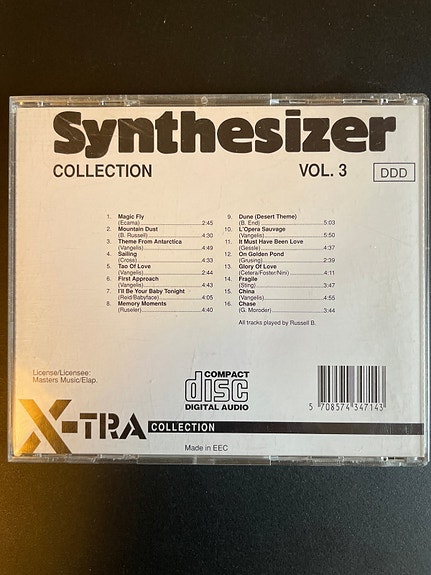 Synthesizer
COLLECTION VOL. 3 DDD
1. Magic Fly
(Ecama) 2:45
2. Mountain Dust
(B. Russell) 4:30
3. Theme From Antarctica
(Vangelis) 4:49
4. Sailing
(Cross) 4:33
5. Tao Of Love
(Vangelis) 2:44
6. First Approach
(Vangelis) 2:43
7. I'll Be Your Baby Tonight
(Reid/Babyface) 4:05
8. Memory Moments
(Ruseler) 4:40
9. Dune (Desert Theme)
(B. End) 5:03
10. L'Opera Sauvage
(Vangelis) 5:50
11. It Must Have Been Love
(Gessle) 4:37
12. On Golden Pond
(Grusing) 2:39
13. Glory Of Love
(Cetera/Foster/Nini) 4:11
14. Fragile
(Sting) 3:47
15. China
(Vangelis) 4:55
16. Chase
(G. Moroder) 3:44
All tracks played by Russell B.
License/Licensee:
Masters Music/Elap.
COMPACT
disc
DIGITAL AUDIO
5 708574 347143
X-TRA COLLECTION
Made in EEC